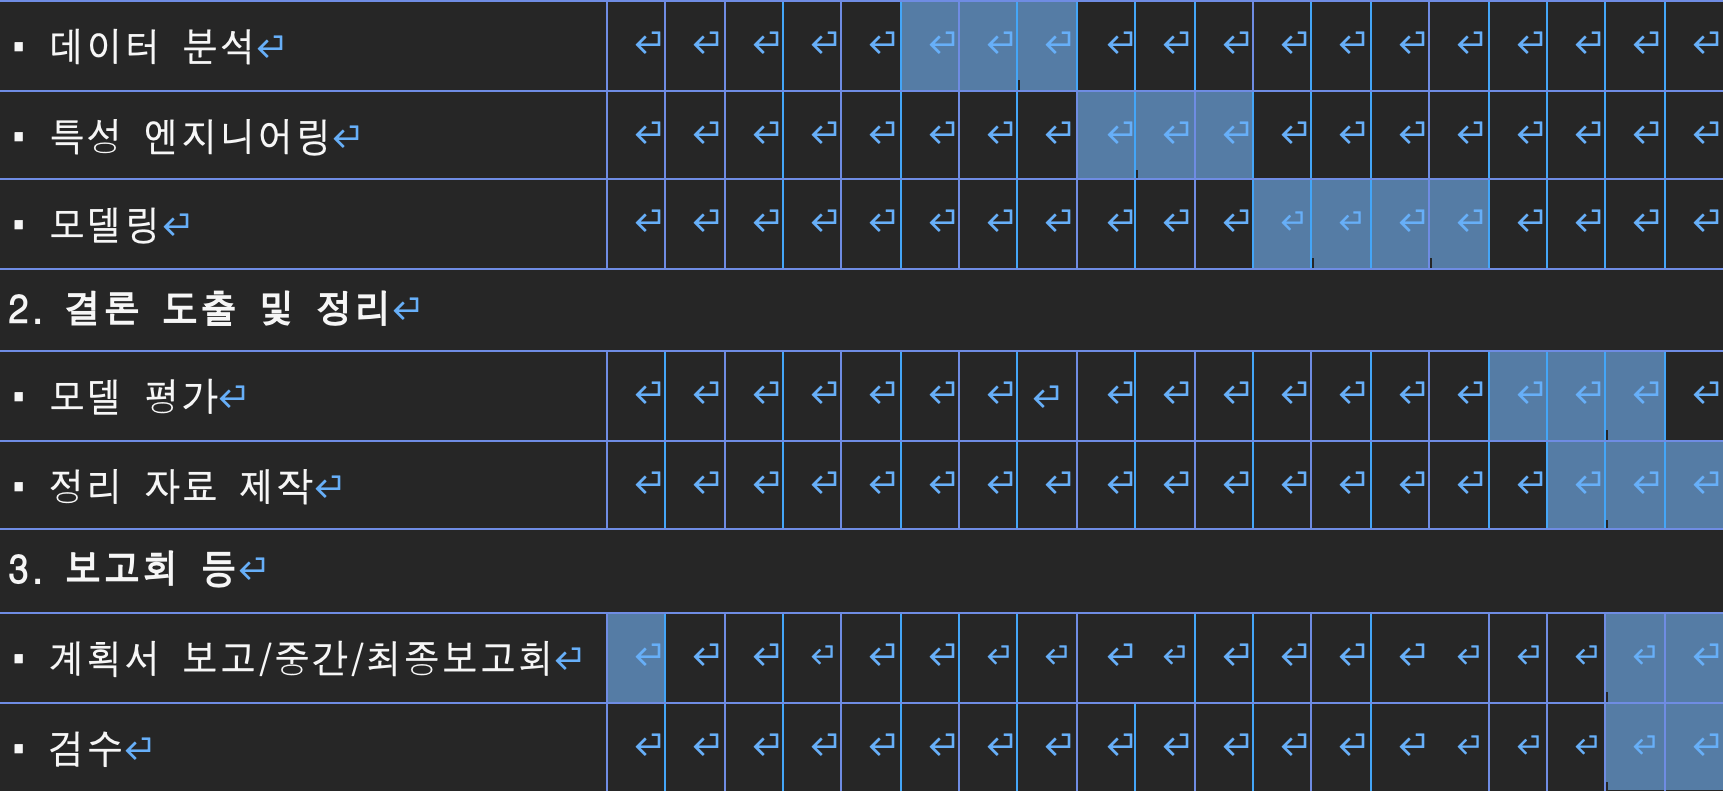 ▪ 데이터 분석
▪ 특성 엔지니어링
▪ 모델링
2. 결론 도출 및 정리
▪ 모델 평가
▪ 정리 자료 제작
3. 보고회 등
▪ 계획서 보고/중간/최종보고회
▪ 검수